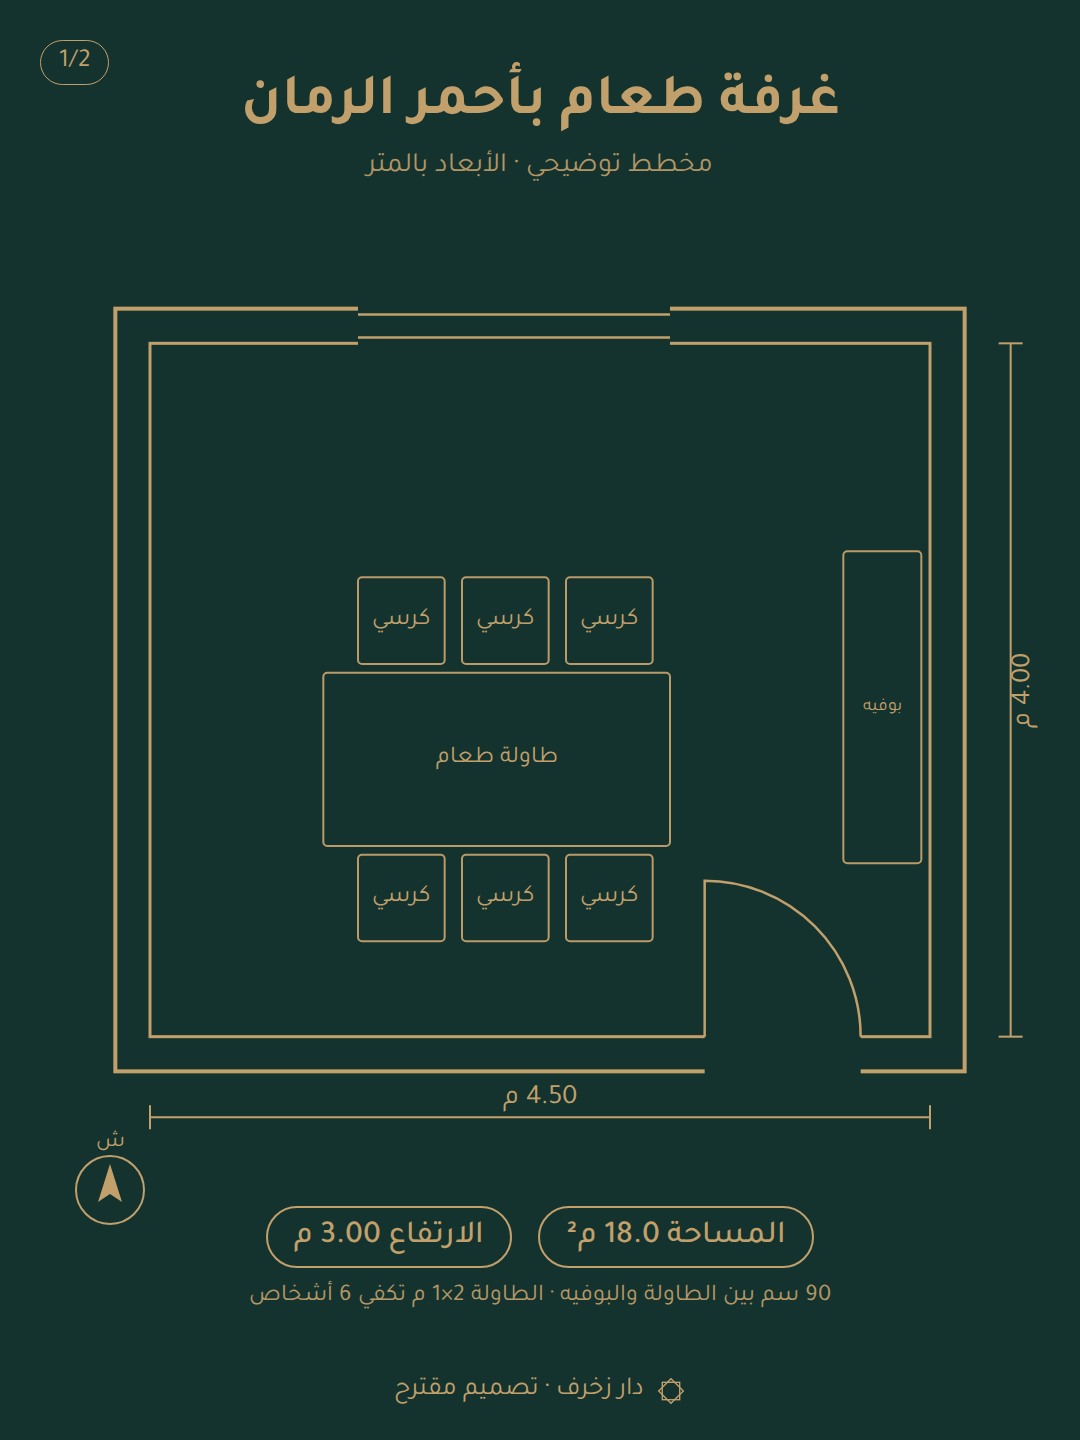 1/2
غرفة طعام بأحمر الرمان
مخطط توضيحي · الأبعاد بالمتر
كرسي
كرسي
كرسي
بوفيه
4.00 م
طاولة طعام
كرسي
كرسي
كرسي
4.50 م
ش
المساحة 18.0 م²
الارتفاع 3.00 م
90 سم بين الطاولة والبوفيه · الطاولة 2×1 م تكفي 6 أشخاص
دار زخرف · تصميم مقترح